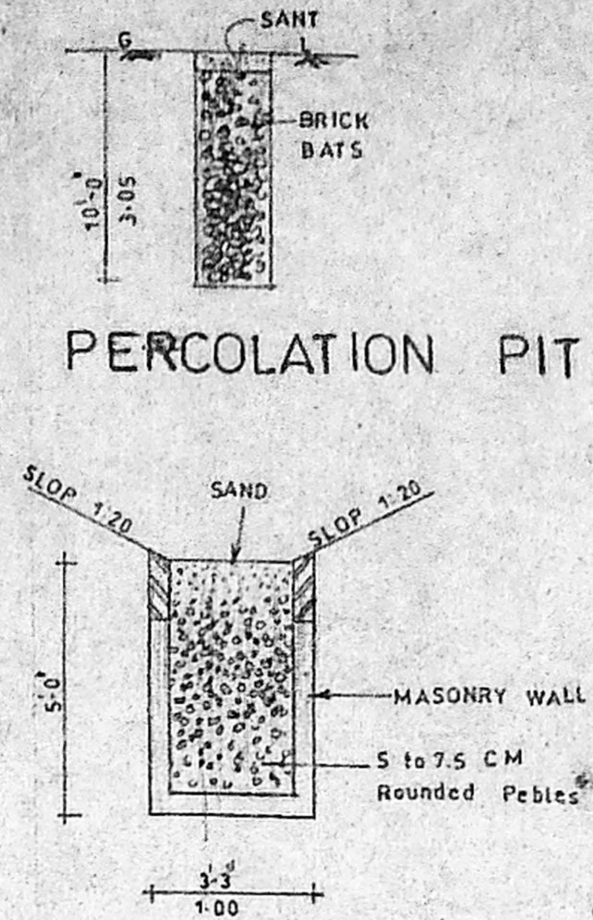 SANT
G L
BRICK
BATS
10'-0"
3.05
PERCOLATION PIT
SLOP 1:20
SAND
SLOP 1:20
5'-0"
MASONRY WALL
5 to 7.5 CM
Rounded Pebles
3'-3"
1.00